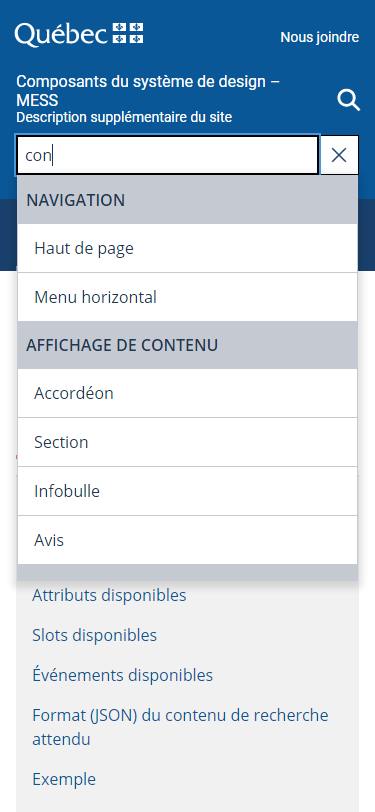 Québec
Nous joindre
Composants du système de design –
MESS
Description supplémentaire du site
con
NAVIGATION
Haut de page
Menu horizontal
AFFICHAGE DE CONTENU
Accordéon
Section
Infobulle
Avis
Attributs disponibles
Slots disponibles
Événements disponibles
Format (JSON) du contenu de recherche
attendu
Exemple